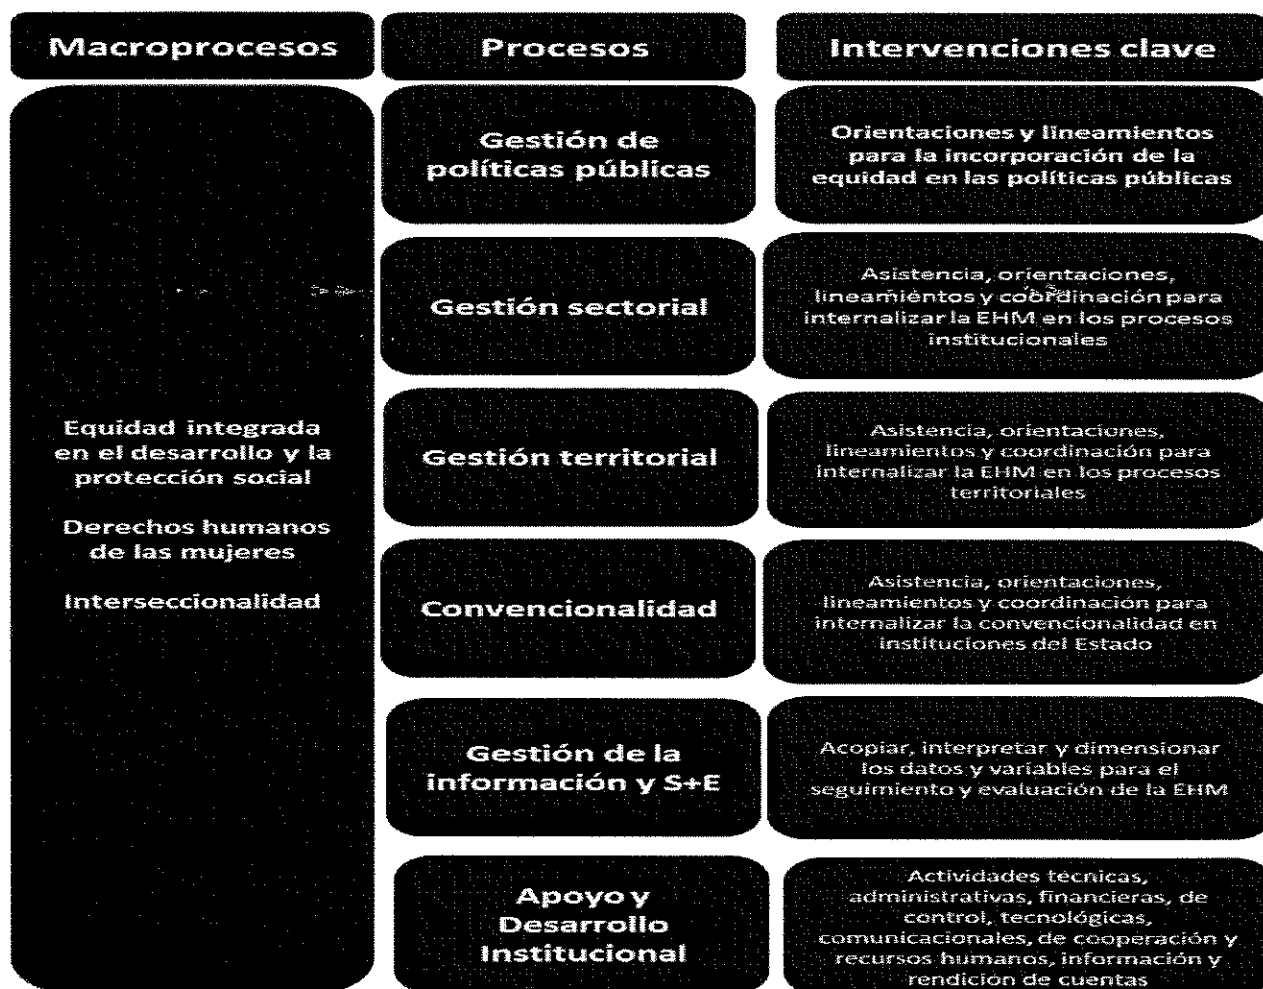 Macroprocesos
Procesos
Intervenciones clave
Equidad integrada
en el desarrollo y la
protección social
Derechos humanos
de las mujeres
Interseccionalidad
Gestión de
políticas públicas
Orientaciones y lineamientos
para la incorporación de la
equidad en las políticas públicas
Gestión sectorial
Asistencia, orientaciones,
lineamientos y coordinación para
internalizar la EHM en los procesos
institucionales
Gestión territorial
Asistencia, orientaciones,
lineamientos y coordinación para
internalizar la EHM en los procesos
territoriales
Convencionalidad
Asistencia, orientaciones,
lineamientos y coordinación para
internalizar la convencionalidad en
instituciones del Estado
Gestión de la
información y S+E
Acopiar, interpretar y dimensionar
los datos y variables para el
seguimiento y evaluación de la EHM
Apoyo y
Desarrollo
Institucional
Actividades técnicas,
administrativas, financieras, de
control, tecnológicas,
comunicacionales, de cooperación y
recursos humanos, información y
rendición de cuentas